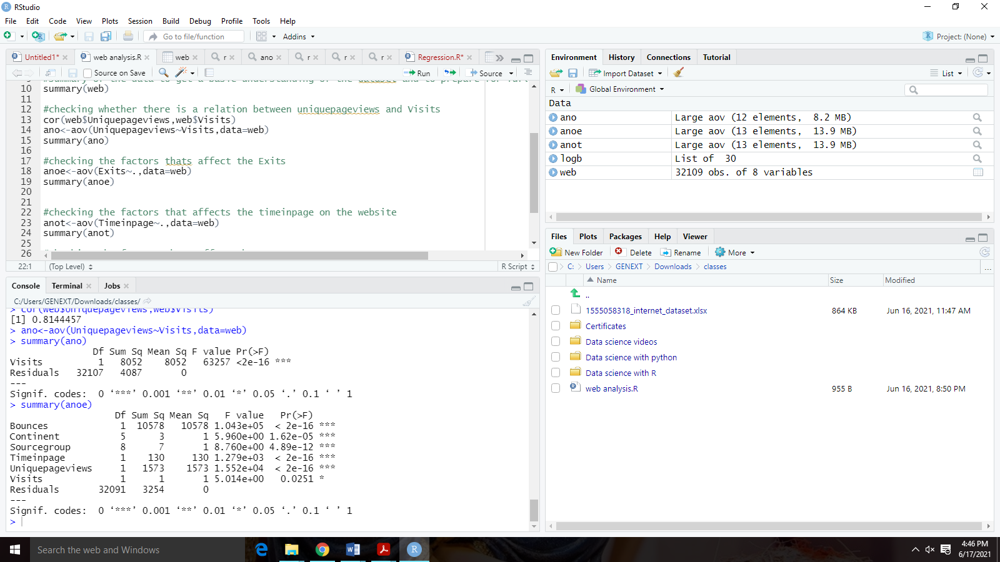 RStudio
File Edit Code View Plots Session Build Debug Profile Tools Help
Go to file/function Addins Project: (None)
Untitled1* web analysis.R web r ano r r r Regression.R*
Source on Save Run Source
9 #summary of the data to get a basic understanding of the dataset and to prepare for
10 summary(web)
11
12 #checking whether there is a relation between uniquepageviews and Visits
13 cor(web$Uniquepageviews,web$Visits)
14 ano<-aov(Uniquepageviews~Visits,data=web)
15 summary(ano)
16
17 #checking the factors thats affect the Exits
18 anoe<-aov(Exits~.,data=web)
19 summary(anoe)
20
21
22 #checking the factors that affects the timeinpage on the website
23 anot<-aov(Timeinpage~.,data=web)
24 summary(anot)
25
26
22:1 (Top Level) R Script
Console Terminal Jobs
C:/Users/GENEXT/Downloads/classes/
> cor(web$Uniquepageviews,web$Visits)
[1] 0.8144457
> ano<-aov(Uniquepageviews~Visits,data=web)
> summary(ano)
Df Sum Sq Mean Sq F value Pr(>F)
Visits 1 8052 8052 63257 <2e-16 ***
Residuals 32107 4087 0
---
Signif. codes: 0 ‘***’ 0.001 ‘**’ 0.01 ‘*’ 0.05 ‘.’ 0.1 ‘ ’ 1
> summary(anoe)
Df Sum Sq Mean Sq F value Pr(>F)
Bounces 1 10578 10578 1.043e+05 < 2e-16 ***
Continent 5 3 1 5.960e+00 1.62e-05 ***
Sourcegroup 8 7 1 8.760e+00 4.89e-12 ***
Timeinpage 1 130 130 1.279e+03 < 2e-16 ***
Uniquepageviews 1 1573 1573 1.552e+04 < 2e-16 ***
Visits 1 1 1 5.014e+00 0.0251 *
Residuals 32091 3254 0
---
Signif. codes: 0 ‘***’ 0.001 ‘**’ 0.01 ‘*’ 0.05 ‘.’ 0.1 ‘ ’ 1
>
Environment History Connections Tutorial
Import Dataset List
R Global Environment
Data
ano Large aov (12 elements, 8.2 MB)
anoe Large aov (13 elements, 13.9 MB)
anot Large aov (13 elements, 13.9 MB)
logb List of 30
web 32109 obs. of 8 variables
Files Plots Packages Help Viewer
New Folder Delete Rename More
C: Users GENEXT Downloads classes ...
Name Size Modified
..
1555058318_internet_dataset.xlsx 864 KB Jun 16, 2021, 11:47 AM
Certificates
Data science videos
Data science with python
Data science with R
web analysis.R 955 B Jun 16, 2021, 8:50 PM
Search the web and Windows
4:46 PM
6/17/2021